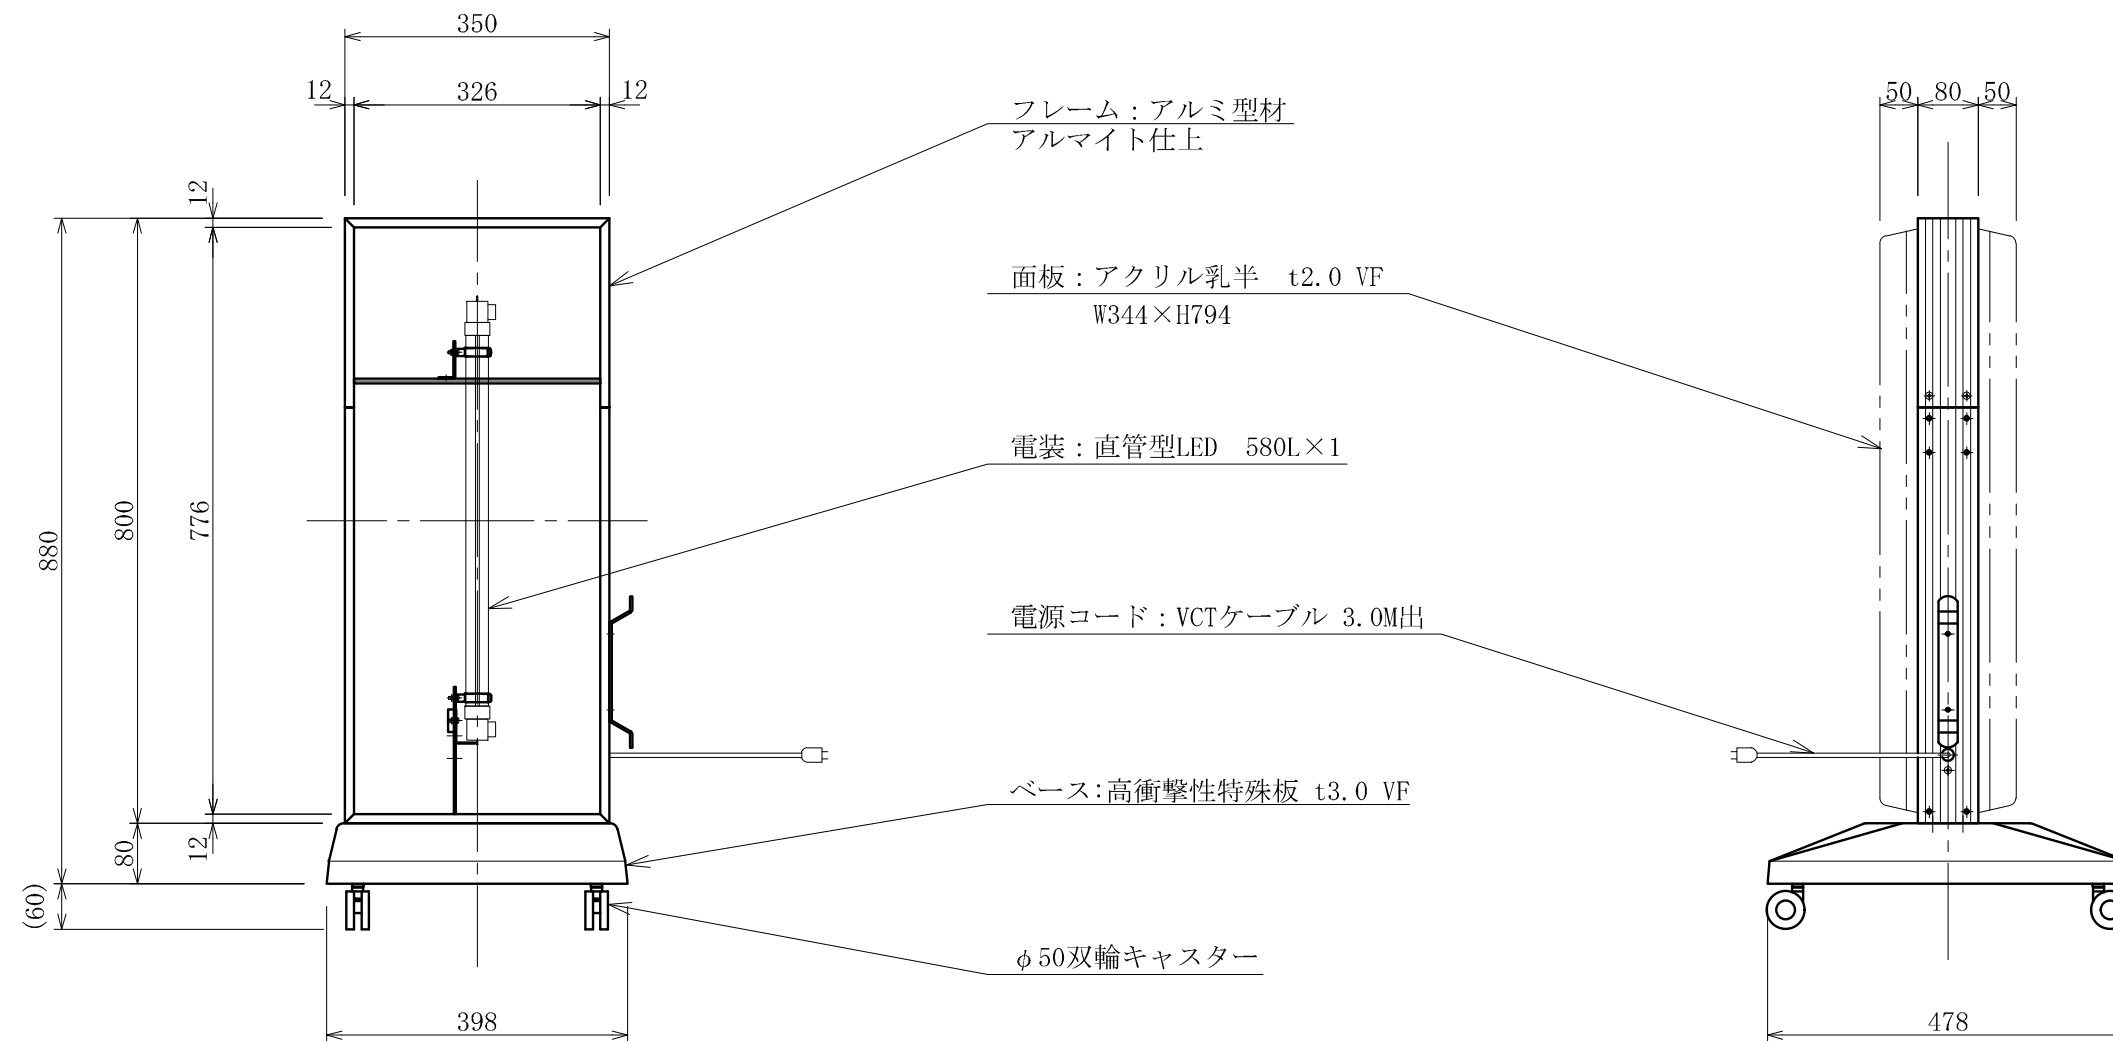 350
12
326
12
50
80
50
フレーム：アルミ型材
アルマイト仕上
12
面板：アクリル乳半　t2.0 VF
W344×H794
電装：直管型LED　580L×1
880
800
776
電源コード：VCTケーブル 3.0M出
ベース：高衝撃性特殊板 t3.0 VF
80
12
(60)
φ50双輪キャスター
398
478